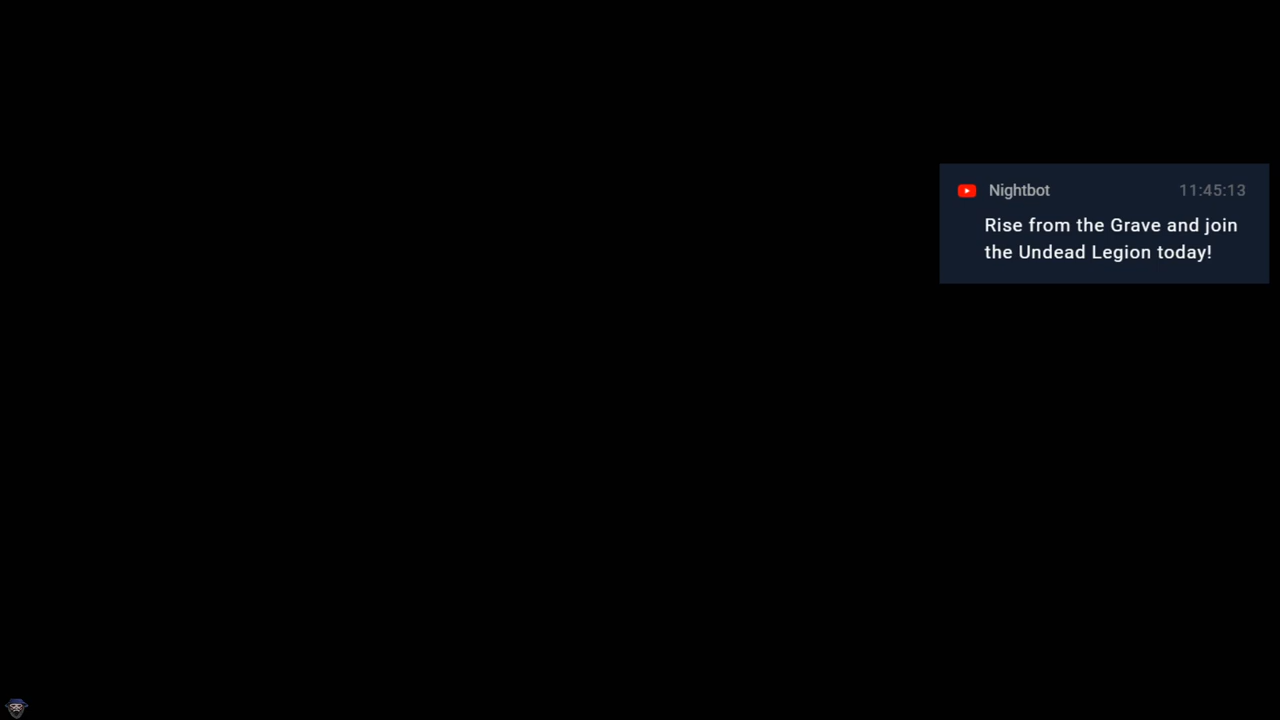 Nightbot 11:45:13
Rise from the Grave and join
the Undead Legion today!